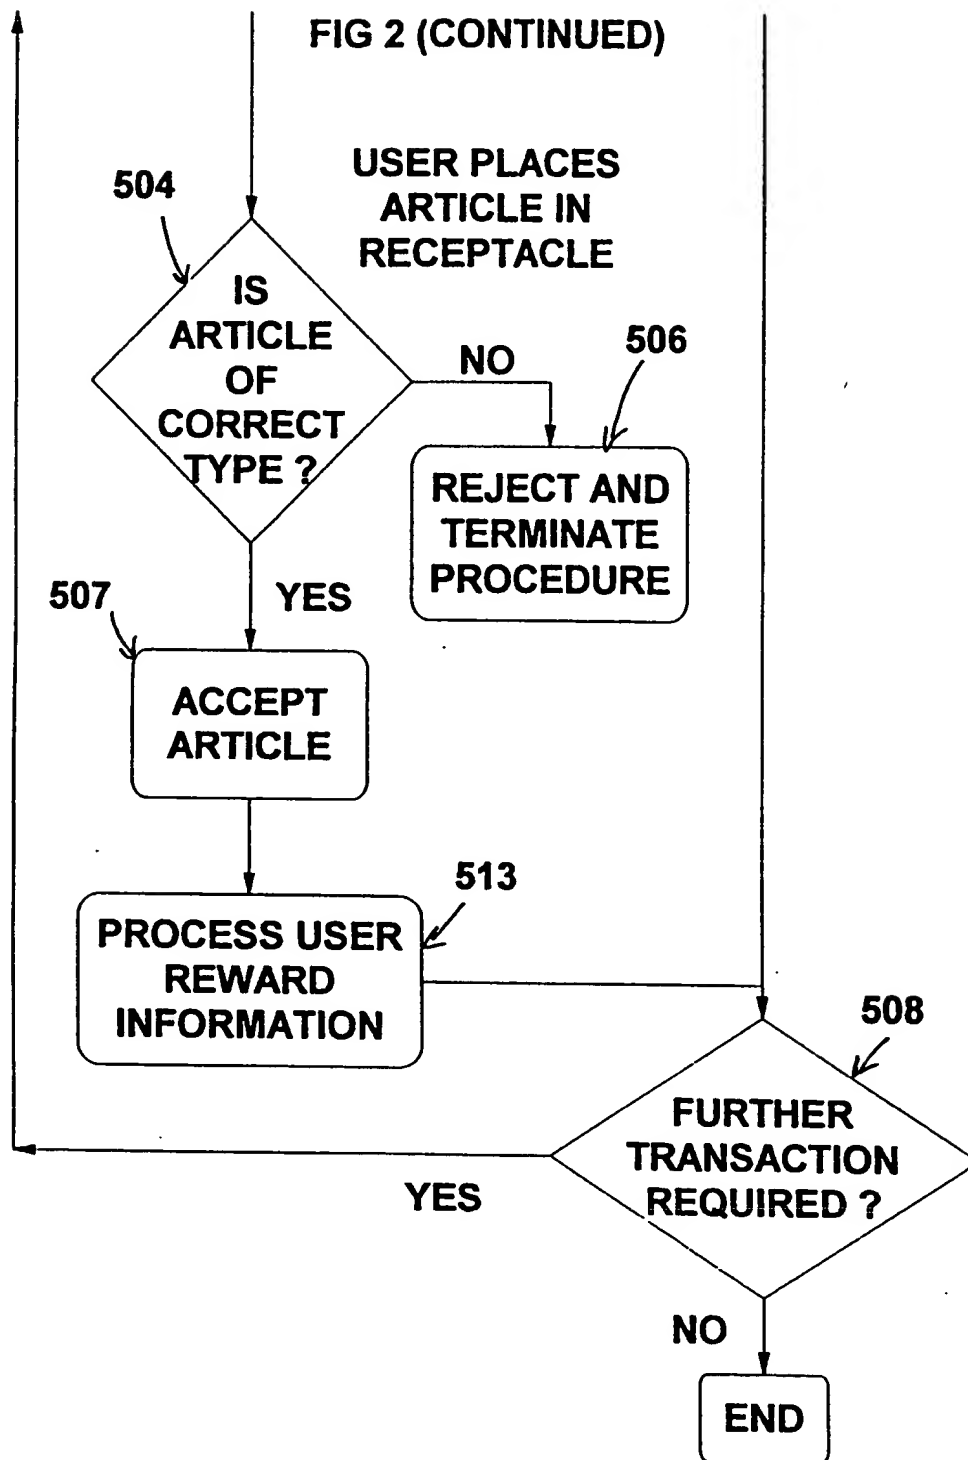 FIG 2 (CONTINUED)
USER PLACES
ARTICLE IN
RECEPTACLE
504
IS
ARTICLE
OF
CORRECT
TYPE ?
NO
506
REJECT AND
TERMINATE
PROCEDURE
YES
507
ACCEPT
ARTICLE
513
PROCESS USER
REWARD
INFORMATION
508
FURTHER
TRANSACTION
REQUIRED ?
YES
NO
END